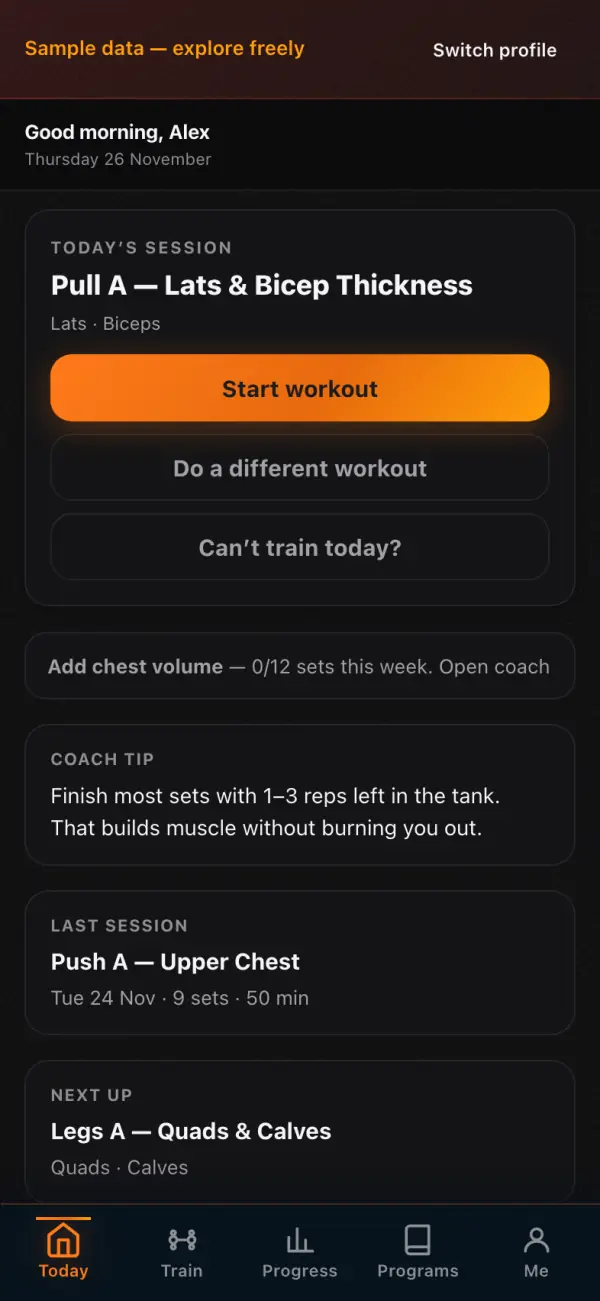 Sample data — explore freely
Switch profile
Good morning, Alex
Thursday 26 November
TODAY’S SESSION
Pull A — Lats & Bicep Thickness
Lats · Biceps
Start workout
Do a different workout
Can’t train today?
Add chest volume — 0/12 sets this week. Open coach
COACH TIP
Finish most sets with 1–3 reps left in the tank.
That builds muscle without burning you out.
LAST SESSION
Push A — Upper Chest
Tue 24 Nov · 9 sets · 50 min
NEXT UP
Legs A — Quads & Calves
Quads · Calves
Today
Train
Progress
Programs
Me